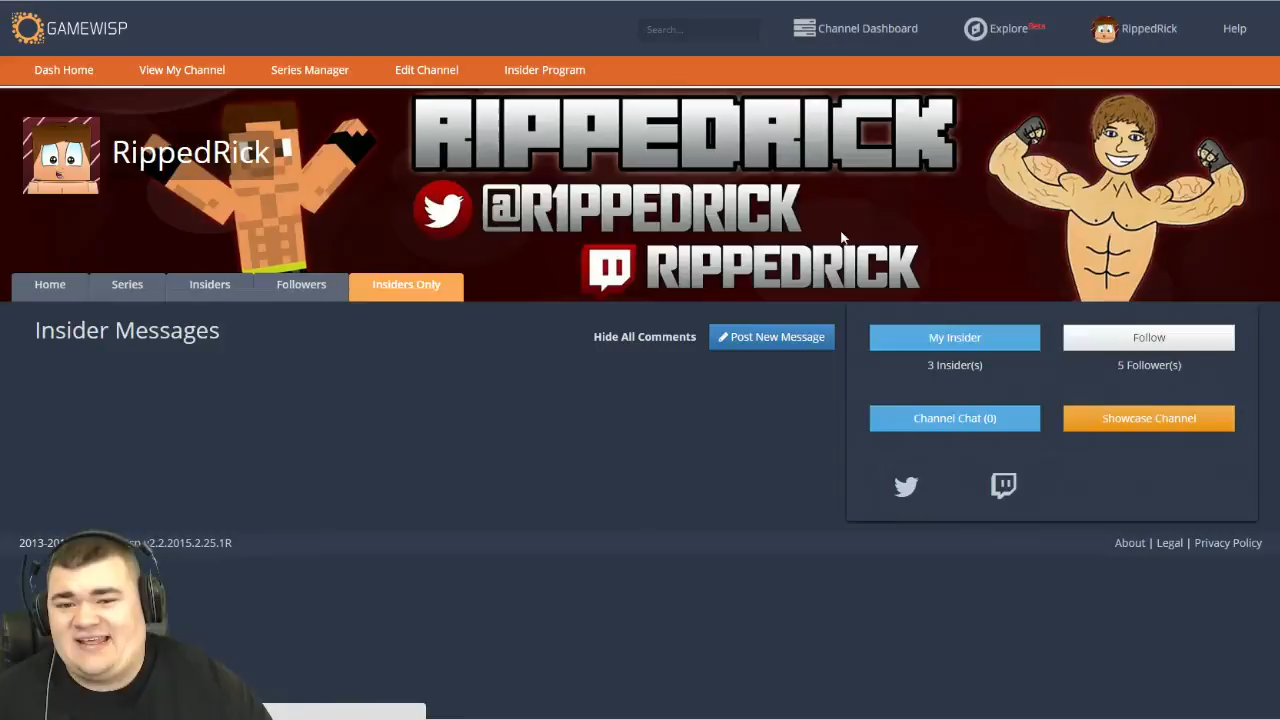 GAMEWISP
Search...
Channel Dashboard
Explore Beta
RippedRick
Help
Dash Home
View My Channel
Series Manager
Edit Channel
Insider Program
RippedRick
RIPPEDRICK
@R1PPEDRICK
RIPPEDRICK
Home
Series
Insiders
Followers
Insiders Only
Insider Messages
Hide All Comments
Post New Message
My Insider
Follow
3 Insider(s)
5 Follower(s)
Channel Chat (0)
Showcase Channel
v2.2.2015.2.25.1R
About | Legal | Privacy Policy